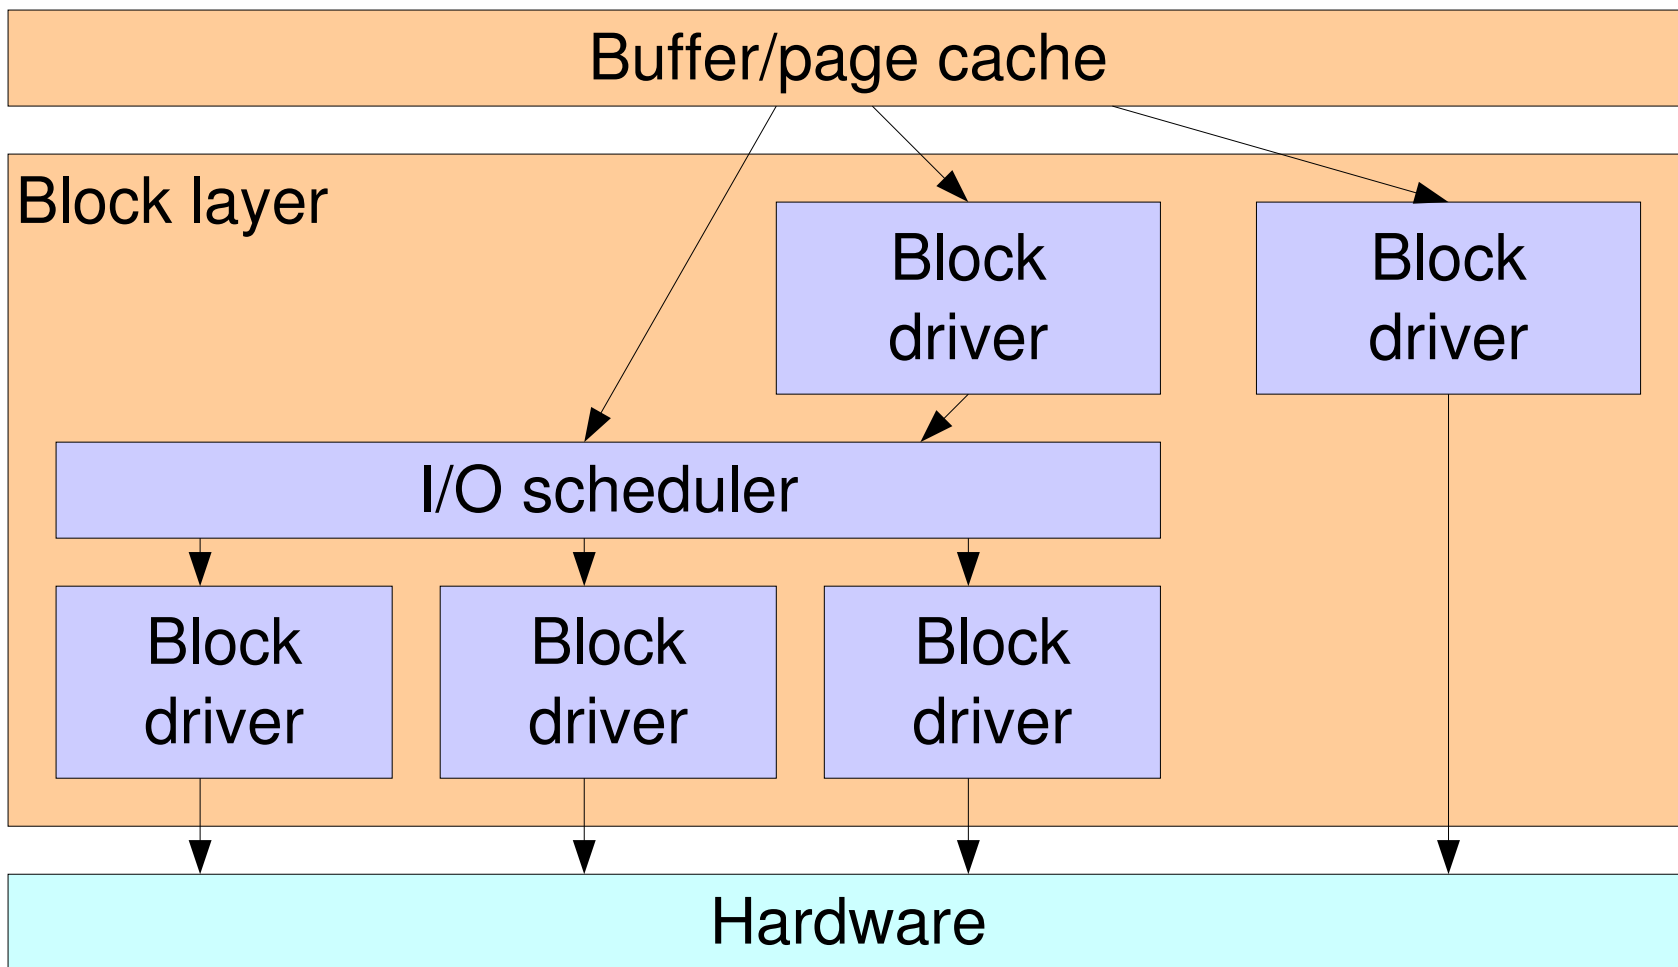 Buffer/page cache
Block layer
Block
driver
Block
driver
I/O scheduler
Block
driver
Block
driver
Block
driver
Hardware